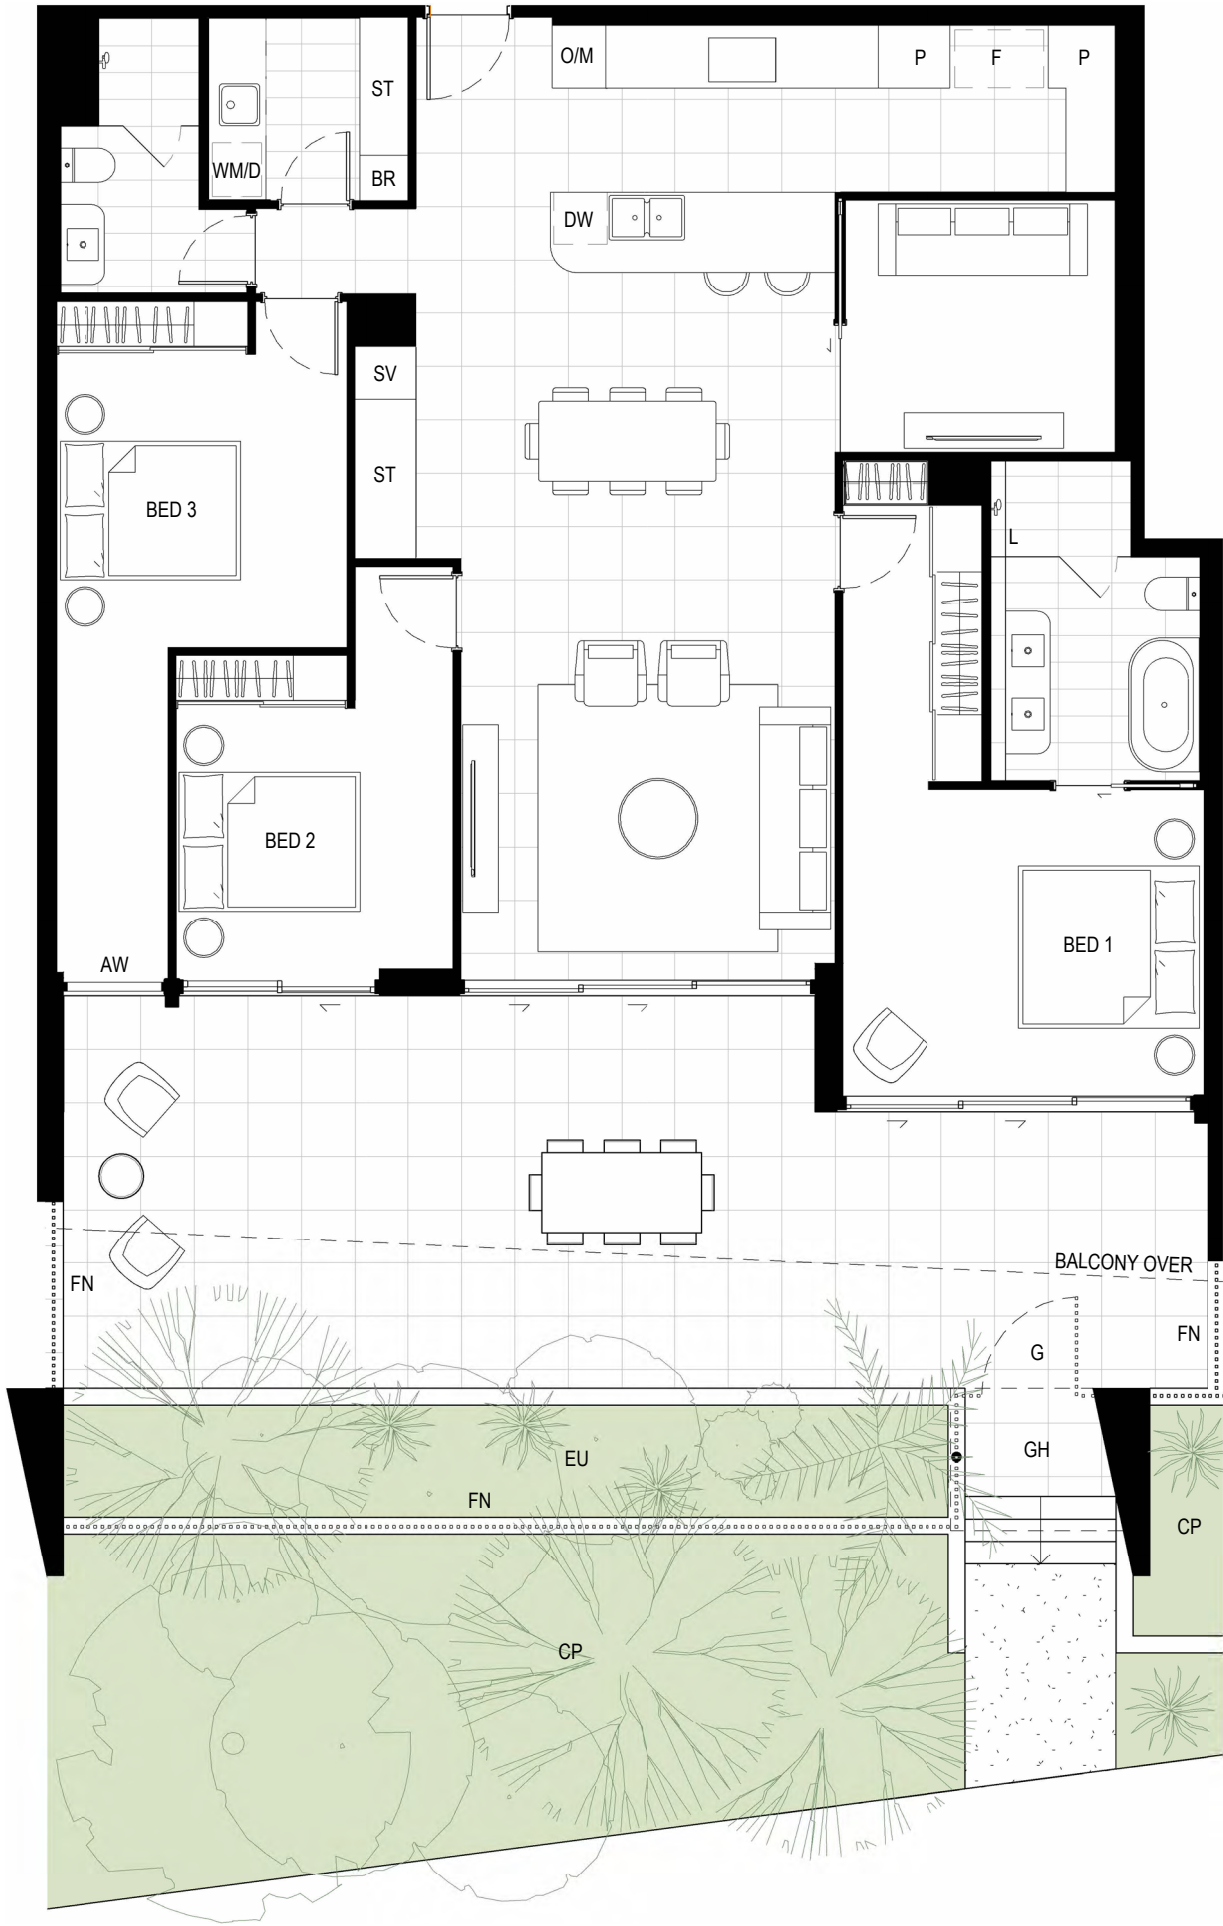 O/M
P
F
P
ST
WM/D
BR
DW
SV
ST
BED 3
L
BED 2
BED 1
AW
BALCONY OVER
FN
FN
G
GH
EU
FN
CP
CP